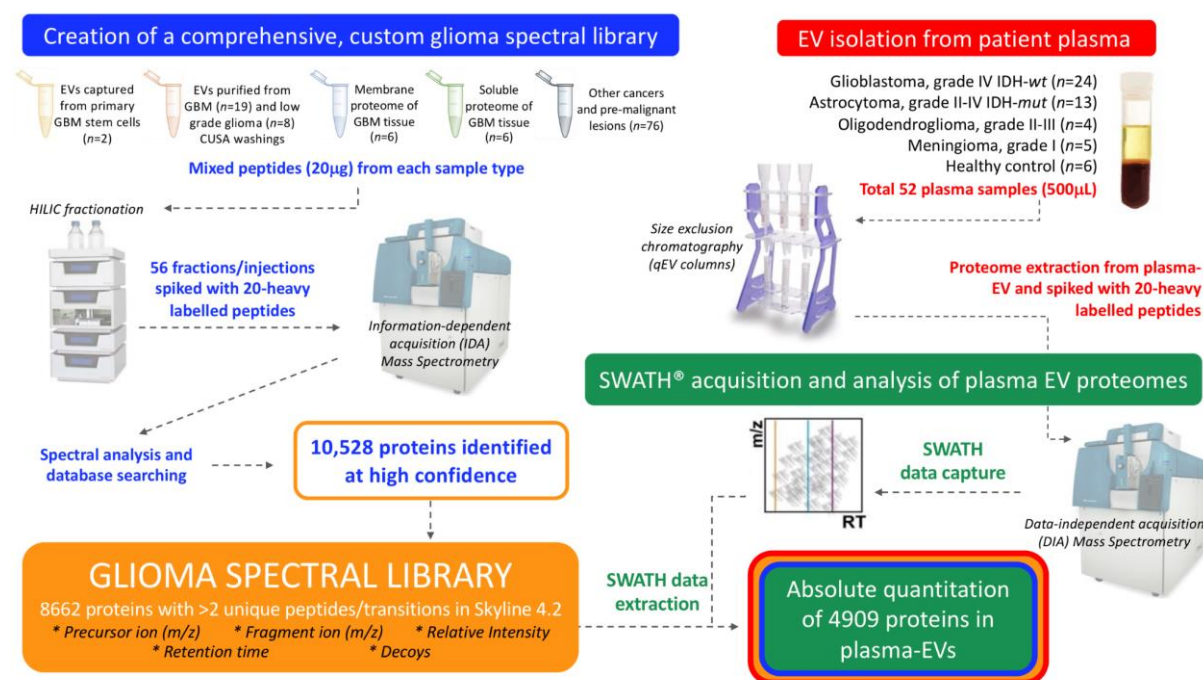 Creation of a comprehensive, custom glioma spectral library
EVs captured
from primary
GBM stem cells
(n=2)
EVs purified from
GBM (n=19) and low
grade glioma (n=8)
CUSA washings
Membrane
proteome of
GBM tissue
(n=6)
Soluble
proteome of
GBM tissue
(n=6)
Other cancers
and pre-malignant
lesions (n=76)
Mixed peptides (20μg) from each sample type
HILIC fractionation
56 fractions/injections
spiked with 20-heavy
labelled peptides
Information-dependent
acquisition (IDA)
Mass Spectrometry
Spectral analysis and
database searching
10,528 proteins identified
at high confidence
GLIOMA SPECTRAL LIBRARY
8662 proteins with >2 unique peptides/transitions in Skyline 4.2
* Precursor ion (m/z) * Fragment ion (m/z) * Relative Intensity
* Retention time * Decoys
EV isolation from patient plasma
Glioblastoma, grade IV IDH-wt (n=24)
Astrocytoma, grade II-IV IDH-mut (n=13)
Oligodendroglioma, grade II-III (n=4)
Meningioma, grade I (n=5)
Healthy control (n=6)
Total 52 plasma samples (500μL)
Size exclusion
chromatography
(qEV columns)
Proteome extraction from plasma-
EV and spiked with 20-heavy
labelled peptides
SWATH® acquisition and analysis of plasma EV proteomes
m/z
RT
SWATH
data capture
Data-independent acquisition
(DIA) Mass Spectrometry
SWATH data
extraction
Absolute quantitation
of 4909 proteins in
plasma-EVs